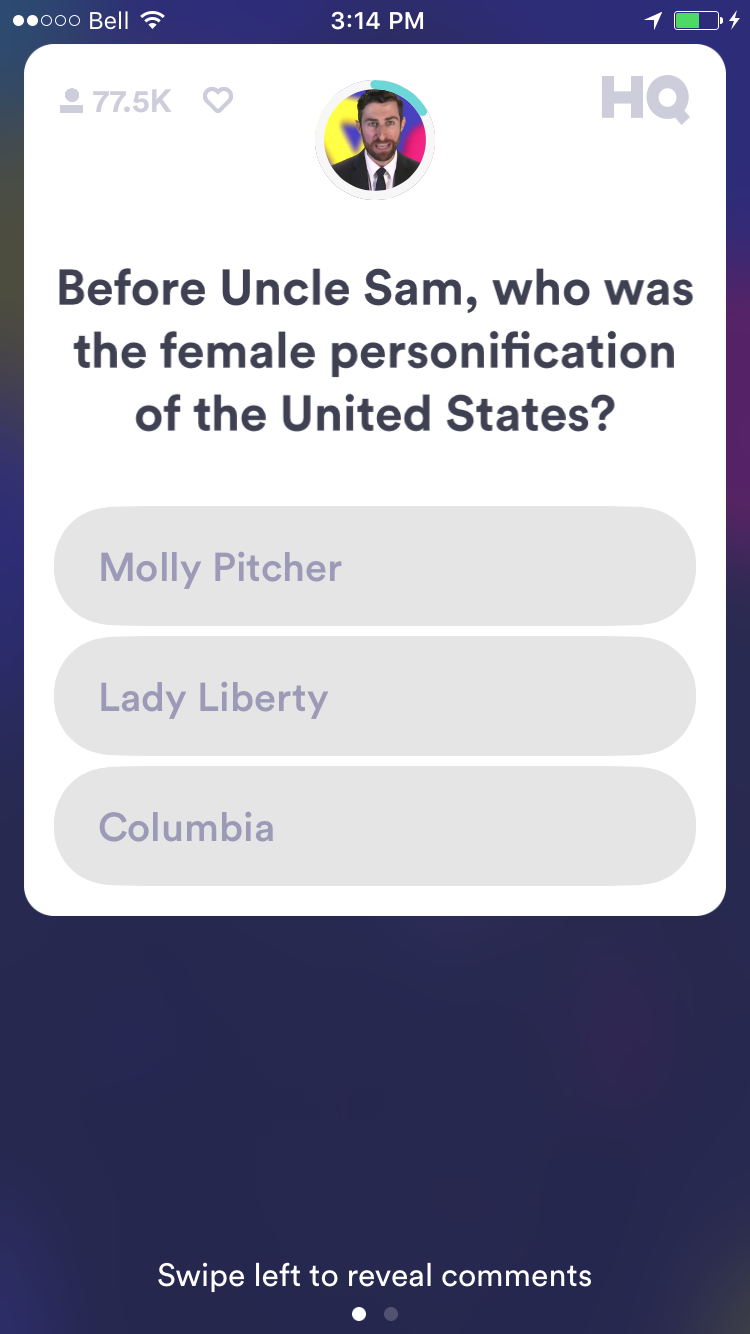 Bell 3:14 PM
77.5K HQ
Before Uncle Sam, who was
the female personification
of the United States?
Molly Pitcher
Lady Liberty
Columbia
Swipe left to reveal comments